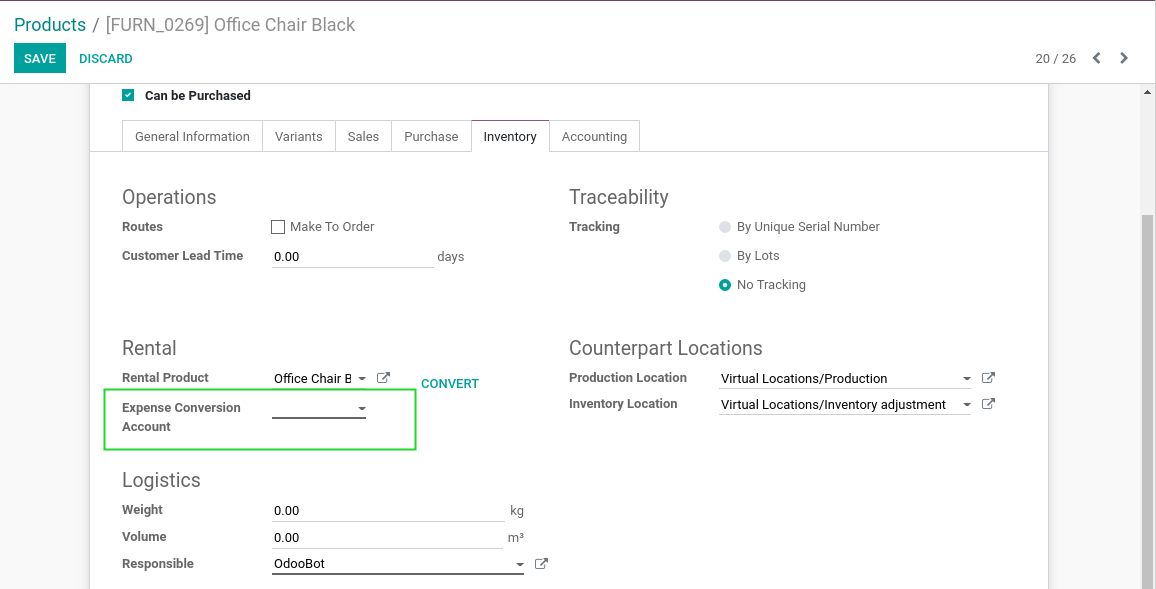 Products / [FURN_0269] Office Chair Black
SAVE DISCARD 20 / 26
Can be Purchased
General Information Variants Sales Purchase Inventory Accounting
Operations Traceability
Routes Make To Order Tracking By Unique Serial Number
Customer Lead Time 0.00 days By Lots
No Tracking
Rental Counterpart Locations
Rental Product Office Chair B CONVERT Production Location Virtual Locations/Production
Expense Conversion Account Inventory Location Virtual Locations/Inventory adjustment
Logistics
Weight 0.00 kg
Volume 0.00 m³
Responsible OdooBot